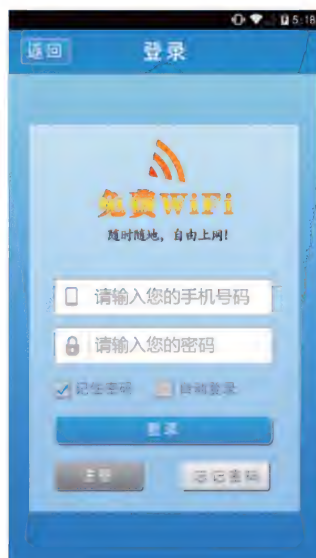 5:18
返回 登录
免费WiFi
随时随地，自由上网!
请输入您的手机号码
请输入您的密码
记住密码 自动登录
登录
注册 忘记密码